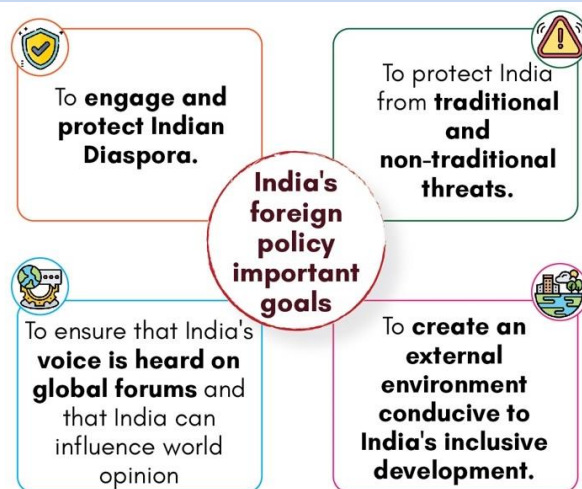 To engage and
protect Indian
Diaspora.
To protect India
from traditional
and
non-traditional
threats.
India's
foreign
policy
important
goals
To ensure that India's
voice is heard on
global forums and
that India can
influence world
opinion
To create an
external
environment
conducive to
India's inclusive
development.